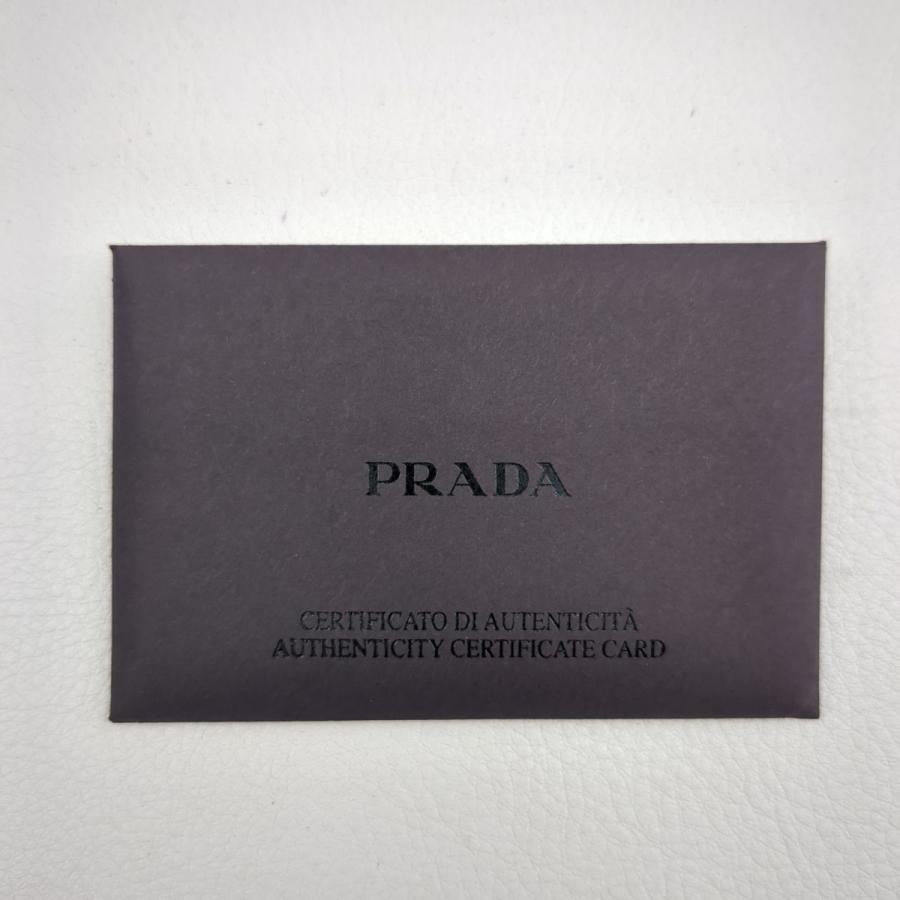 PRADA
CERTIFICATO DI AUTENTICITÀ
AUTHENTICITY CERTIFICATE CARD